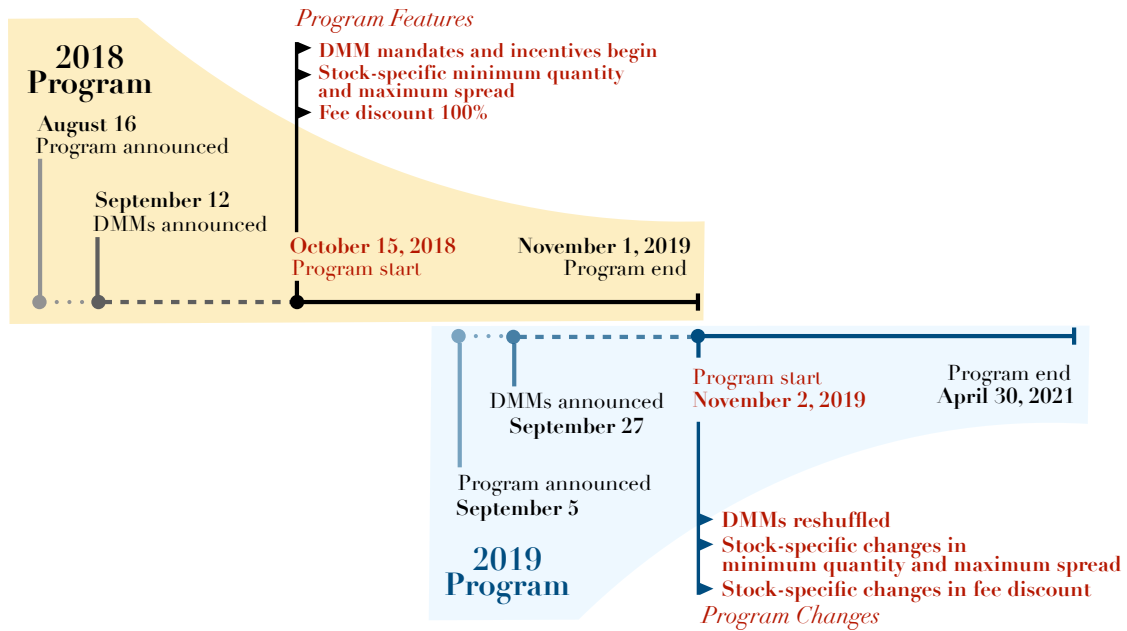 Program Features
DMM mandates and incentives begin
Stock-specific minimum quantity
and maximum spread
Fee discount 100%
2018
Program
August 16
Program announced
September 12
DMMs announced
October 15, 2018
Program start
November 1, 2019
Program end
Program start
November 2, 2019
Program end
April 30, 2021
DMMs announced
September 27
Program announced
September 5
2019
Program
DMMs reshuffled
Stock-specific changes in
minimum quantity and maximum spread
Stock-specific changes in fee discount
Program Changes